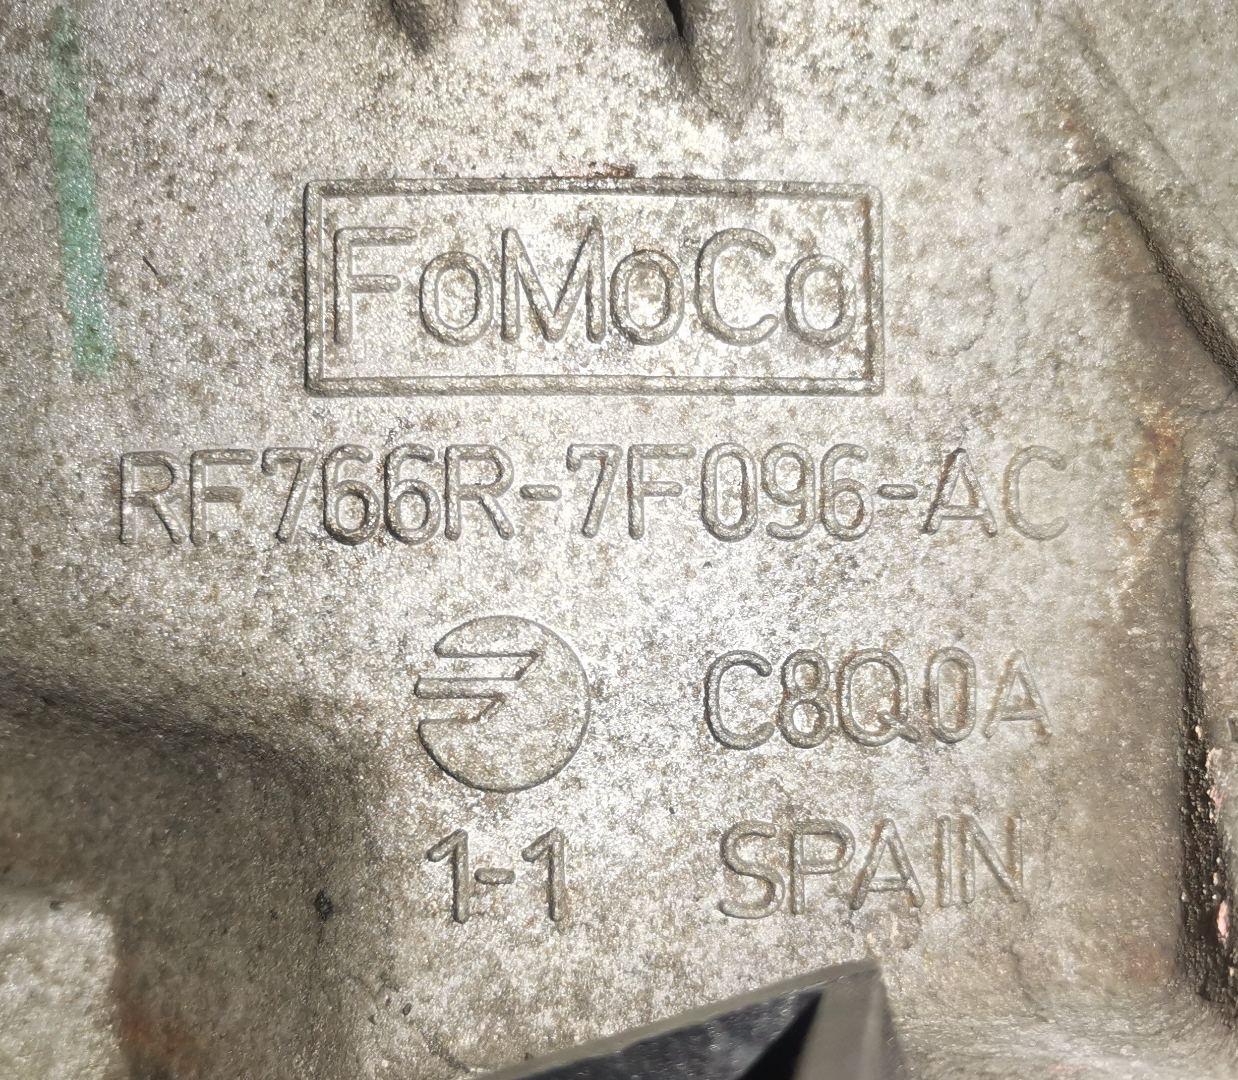 FoMoCo
RF766R-7F096-AC
C8Q0A
1-1 SPAIN